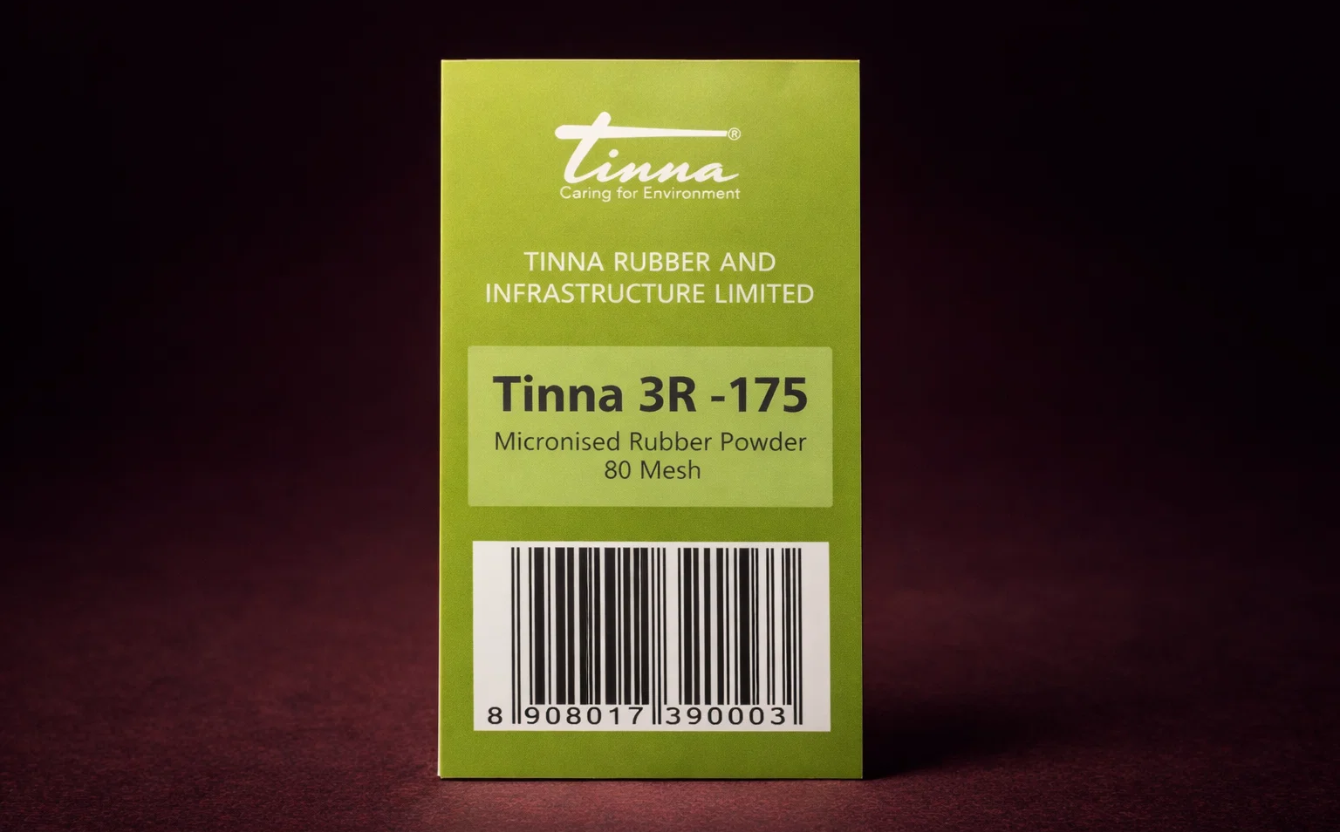 tinna®
Caring for Environment
TINNA RUBBER AND
INFRASTRUCTURE LIMITED
Tinna 3R -175
Micronised Rubber Powder
80 Mesh
8 908017 390003